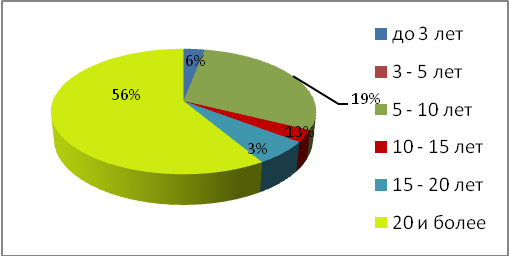 6%
19%
13%
3%
56%
до 3 лет
3 - 5 лет
5 - 10 лет
10 - 15 лет
15 - 20 лет
20 и более